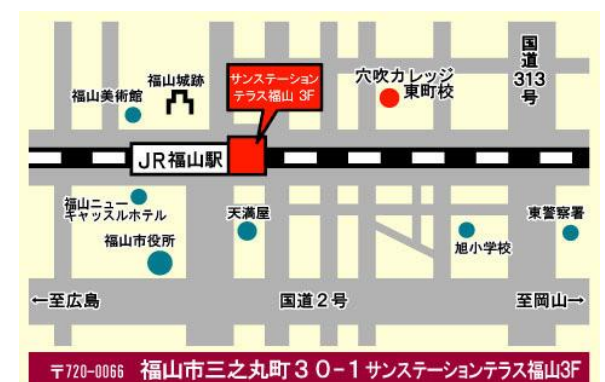 国道313号
福山城跡
福山美術館
サンステーション
テラス福山 3F
穴吹カレッジ
東町校
JR福山駅
福山ニュー
キャッスルホテル
福山市役所
天満屋
旭小学校
東警察署
←至広島
国道2号
至岡山→
〒720-0066 福山市三之丸町30-1サンステーションテラス福山3F